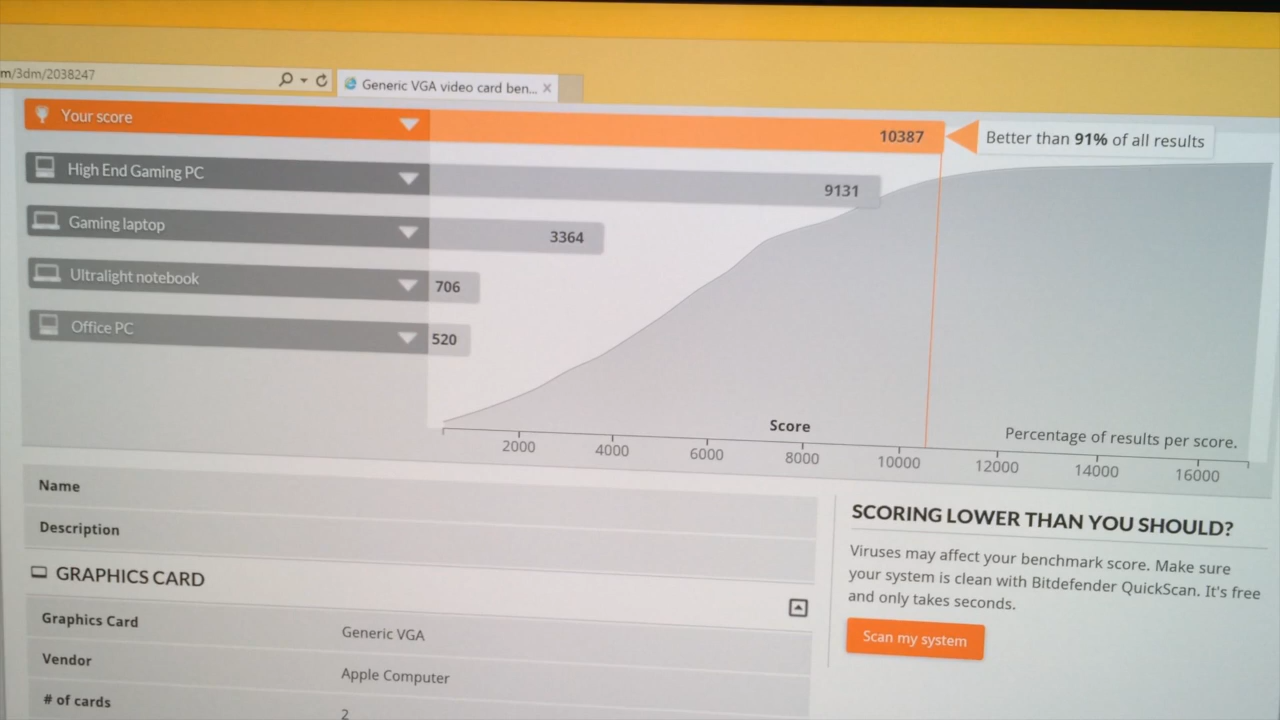 m/3dm/2038247
Generic VGA video card ben...
Your score
10387
Better than 91% of all results
High End Gaming PC
9131
Gaming laptop
3364
Ultralight notebook
706
Office PC
520
Score
Percentage of results per score.
2000 4000 6000 8000 10000 12000 14000 16000
Name
Description
GRAPHICS CARD
Graphics Card
Generic VGA
Vendor
Apple Computer
# of cards
2
SCORING LOWER THAN YOU SHOULD?
Viruses may affect your benchmark score. Make sure
your system is clean with Bitdefender QuickScan. It's free
and only takes seconds.
Scan my system